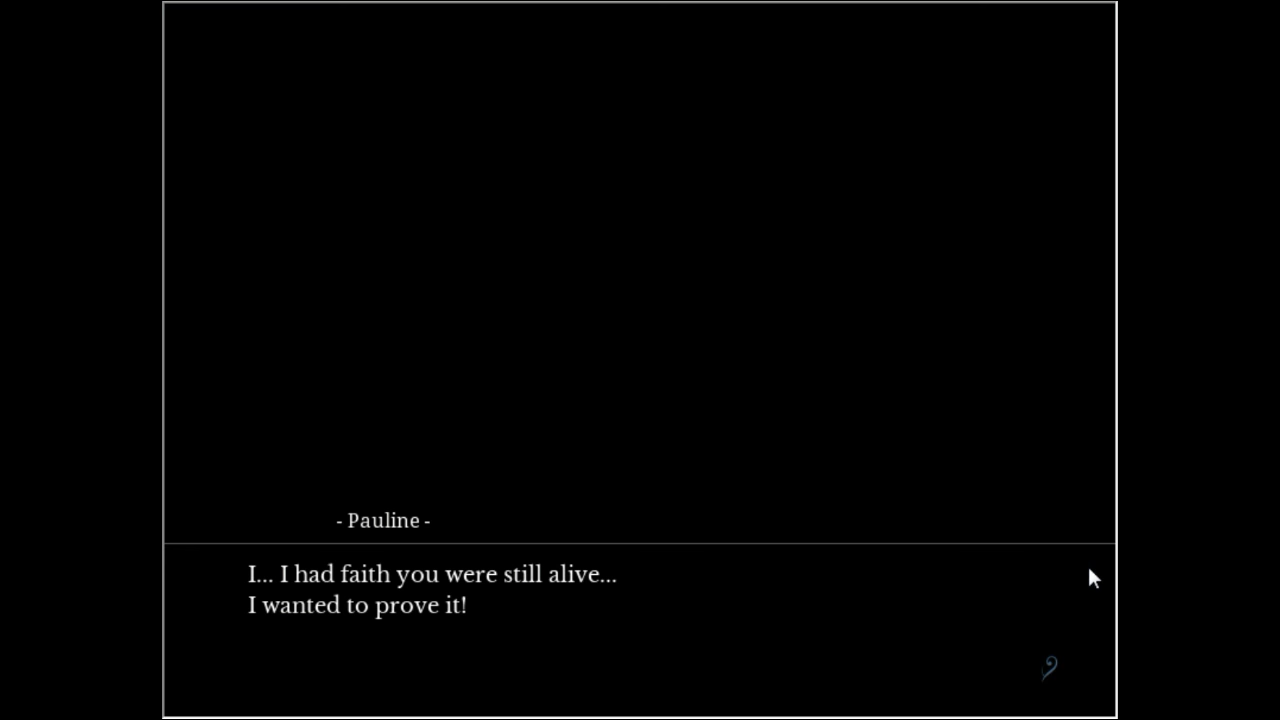 - Pauline -
I... I had faith you were still alive...
I wanted to prove it!